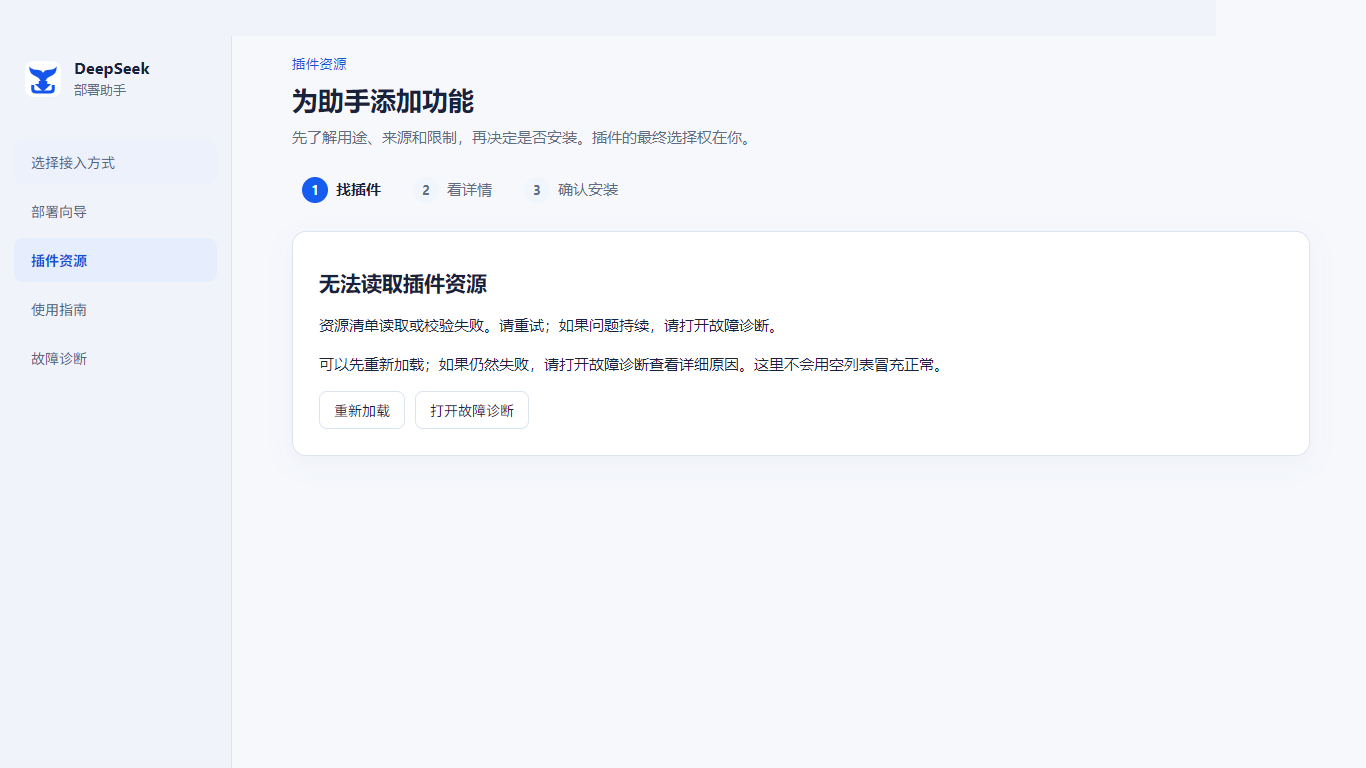 DeepSeek
部署助手
选择接入方式
部署向导
插件资源
使用指南
故障诊断
插件资源
为助手添加功能
先了解用途、来源和限制，再决定是否安装。插件的最终选择权在你。
1 找插件 2 看详情 3 确认安装
无法读取插件资源
资源清单读取或校验失败。请重试；如果问题持续，请打开故障诊断。
可以先重新加载；如果仍然失败，请打开故障诊断查看详细原因。这里不会用空列表冒充正常。
重新加载 打开故障诊断